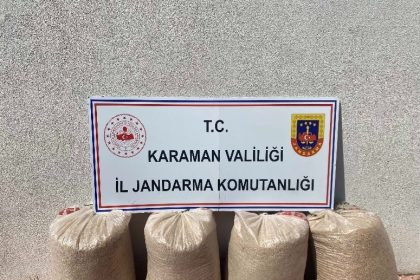 T.C.
KARAMAN VALİLİĞİ
İL JANDARMA KOMUTANLIĞI